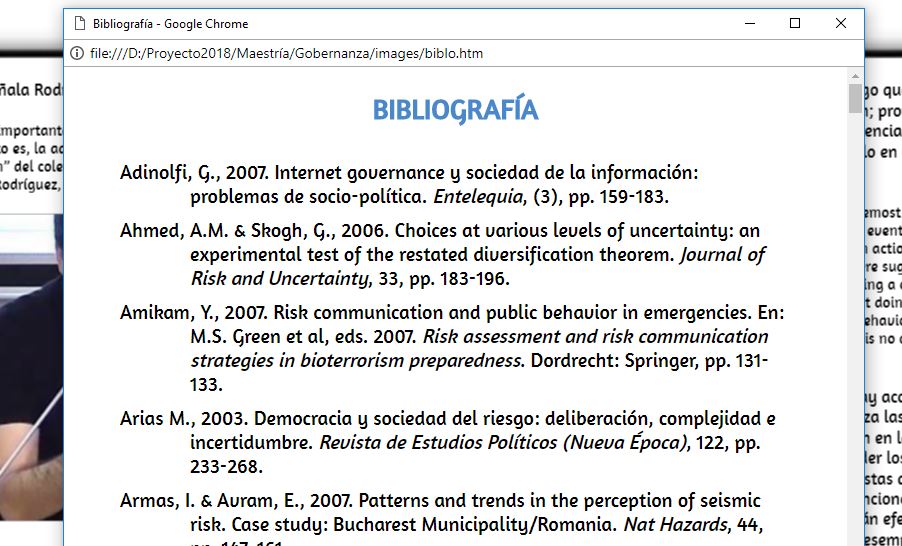 Bibliografía - Google Chrome
file:///D:/Proyecto2018/Maestría/Gobernanza/images/biblo.htm
BIBLIOGRAFÍA
Adinolfi, G., 2007. Internet governance y sociedad de la información:
problemas de socio-política. Entelequia, (3), pp. 159-183.
Ahmed, A.M. & Skogh, G., 2006. Choices at various levels of uncertainty: an
experimental test of the restated diversification theorem. Journal of
Risk and Uncertainty, 33, pp. 183-196.
Amikam, Y., 2007. Risk communication and public behavior in emergencies. En:
M.S. Green et al, eds. 2007. Risk assessment and risk communication
strategies in bioterrorism preparedness. Dordrecht: Springer, pp. 131-
133.
Arias M., 2003. Democracia y sociedad del riesgo: deliberación, complejidad e
incertidumbre. Revista de Estudios Políticos (Nueva Época), 122, pp.
233-268.
Armas, I. & Avram, E., 2007. Patterns and trends in the perception of seismic
risk. Case study: Bucharest Municipality/Romania. Nat Hazards, 44,